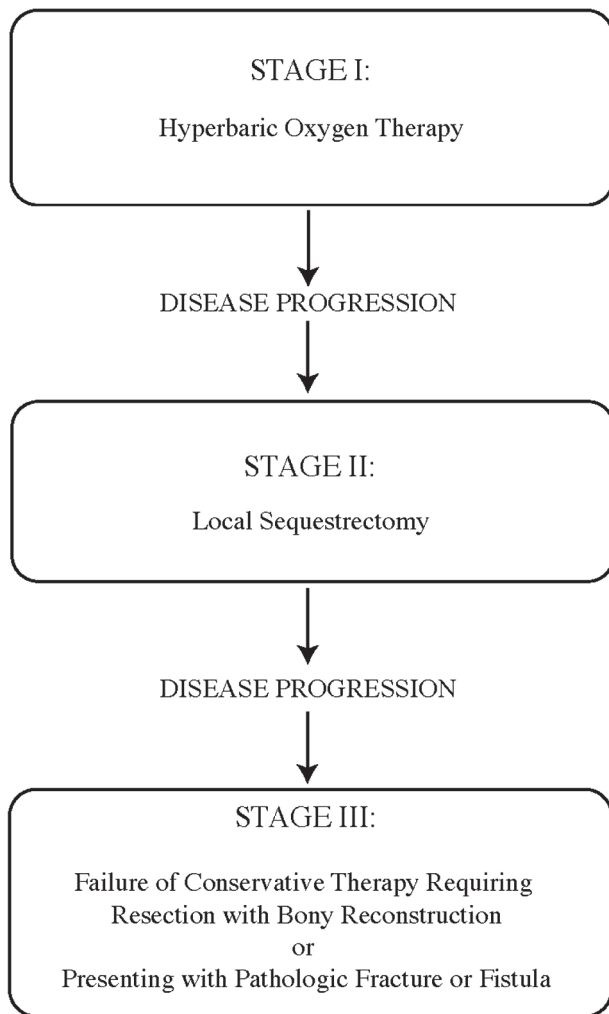 STAGE I:
Hyperbaric Oxygen Therapy
DISEASE PROGRESSION
STAGE II:
Local Sequestrectomy
DISEASE PROGRESSION
STAGE III:
Failure of Conservative Therapy Requiring
Resection with Bony Reconstruction
or
Presenting with Pathologic Fracture or Fistula